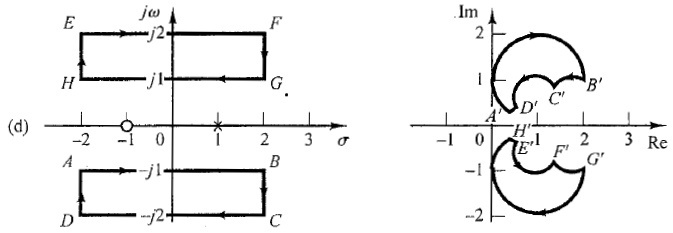 (d)
jω
E
F
j2
H
j1
G
-2
-1
0
1
2
3
σ
A
-j1
B
D
-j2
C
Im
2
1
A'
D'
C'
B'
-1
0
1
2
3
Re
H'
E'
F'
G'
-1
-2